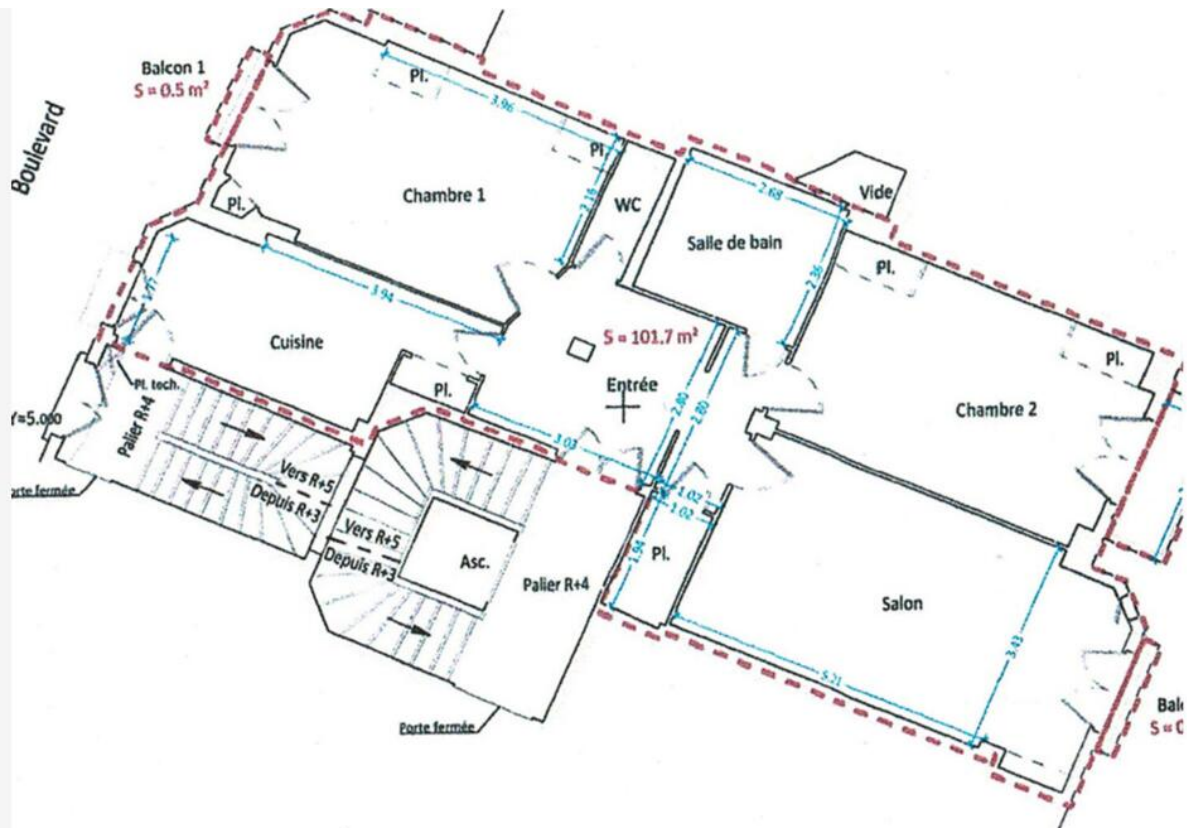 Balcon 1
S = 0.5 m²
Boulevard
Pl.
3.96
Pl.
Chambre 1
2.16
WC
2.68
Vide
Salle de bain
Pl.
2.36
Pl.
3.94
Cuisine
S = 101.7 m²
Pl.
Pl. tech.
Pl.
Entrée
2.80
2.80
Chambre 2
Palier R+4
3.03
Vers R+5
Depuis R+3
Vers R+5
Depuis R+3
Asc.
Palier R+4
1.02
1.02
1.94
Pl.
Salon
3.43
5.21
=5.000
porte fermée
Porte fermée
S = 0